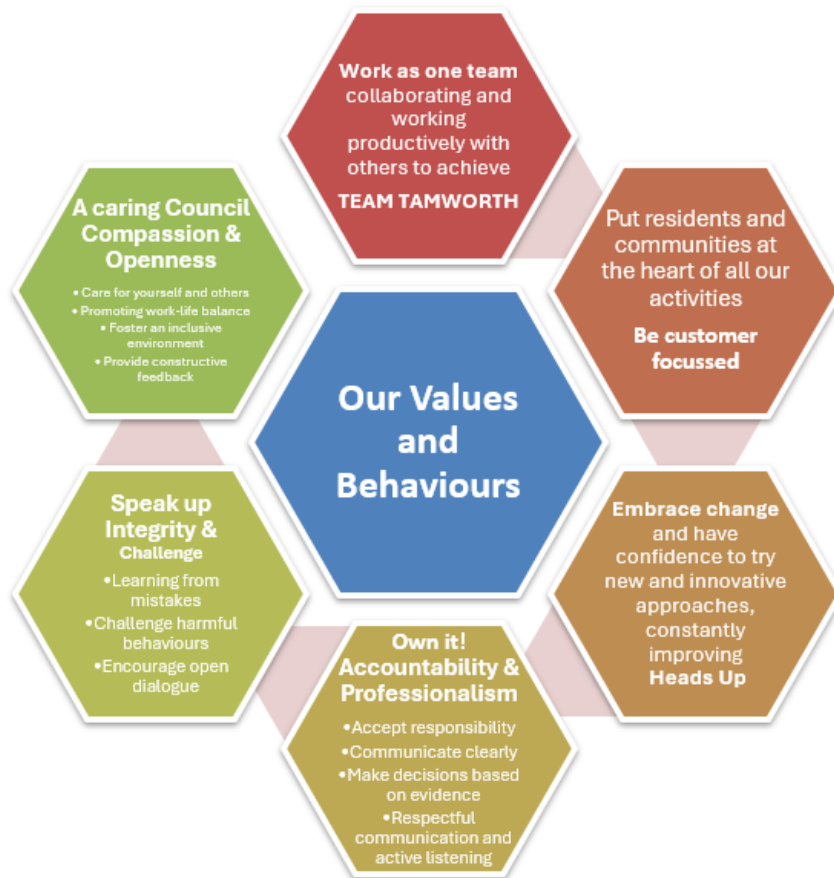 Work as one team
collaborating and
working
productively with
others to achieve
TEAM TAMWORTH
Put residents and
communities at
the heart of all our
activities
Be customer
focussed
Embrace change
and have
confidence to try
new and innovative
approaches,
constantly
improving
Heads Up
Own it!
Accountability &
Professionalism
•Accept responsibility
•Communicate clearly
•Make decisions based
on evidence
•Respectful
communication and
active listening
Speak up
Integrity &
Challenge
•Learning from
mistakes
•Challenge harmful
behaviours
•Encourage open
dialogue
A caring Council
Compassion &
Openness
• Care for yourself and others
• Promoting work-life balance
• Foster an inclusive
environment
• Provide constructive
feedback
Our Values
and
Behaviours